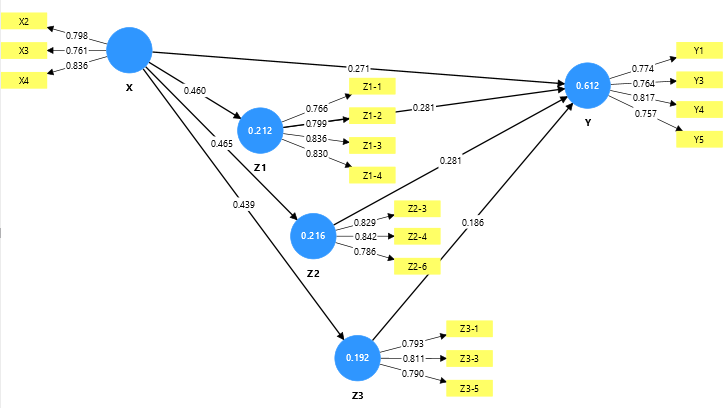 X2
X3
X4
0.798
0.761
0.836
X
0.271
0.460
0.465
0.439
0.212
Z1
0.766
0.799
0.836
0.830
Z1-1
Z1-2
Z1-3
Z1-4
0.281
0.612
Y
0.774
0.764
0.817
0.757
Y1
Y3
Y4
Y5
0.281
0.216
Z2
0.829
0.842
0.786
Z2-3
Z2-4
Z2-6
0.186
0.192
Z3
0.793
0.811
0.790
Z3-1
Z3-3
Z3-5